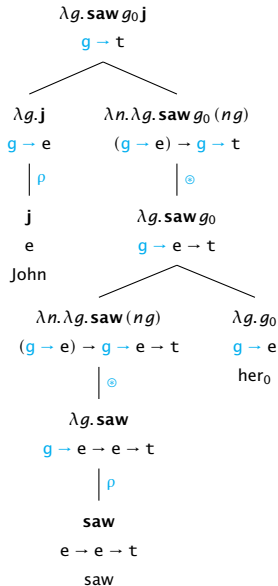 λg. saw g₀ j
g → t
λg. j λn. λg. saw g₀ (n g)
g → e (g → e) → g → t
ρ ⊛
j λg. saw g₀
e g → e → t
John
λn. λg. saw (n g) λg. g₀
(g → e) → g → e → t g → e
⊛ her₀
λg. saw
g → e → e → t
ρ
saw
e → e → t
saw